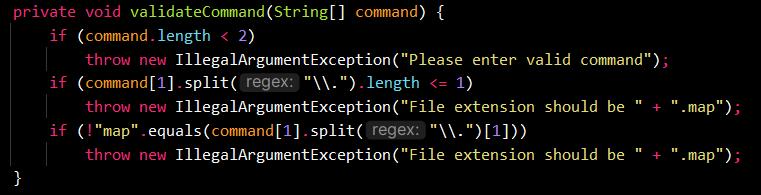 private void validateCommand(String[] command) {
    if (command.length < 2)
        throw new IllegalArgumentException("Please enter valid command");
    if (command[1].split( regex: "\\.").length <= 1)
        throw new IllegalArgumentException("File extension should be " + ".map");
    if (!"map".equals(command[1].split( regex: "\\.")[1]))
        throw new IllegalArgumentException("File extension should be " + ".map");
}